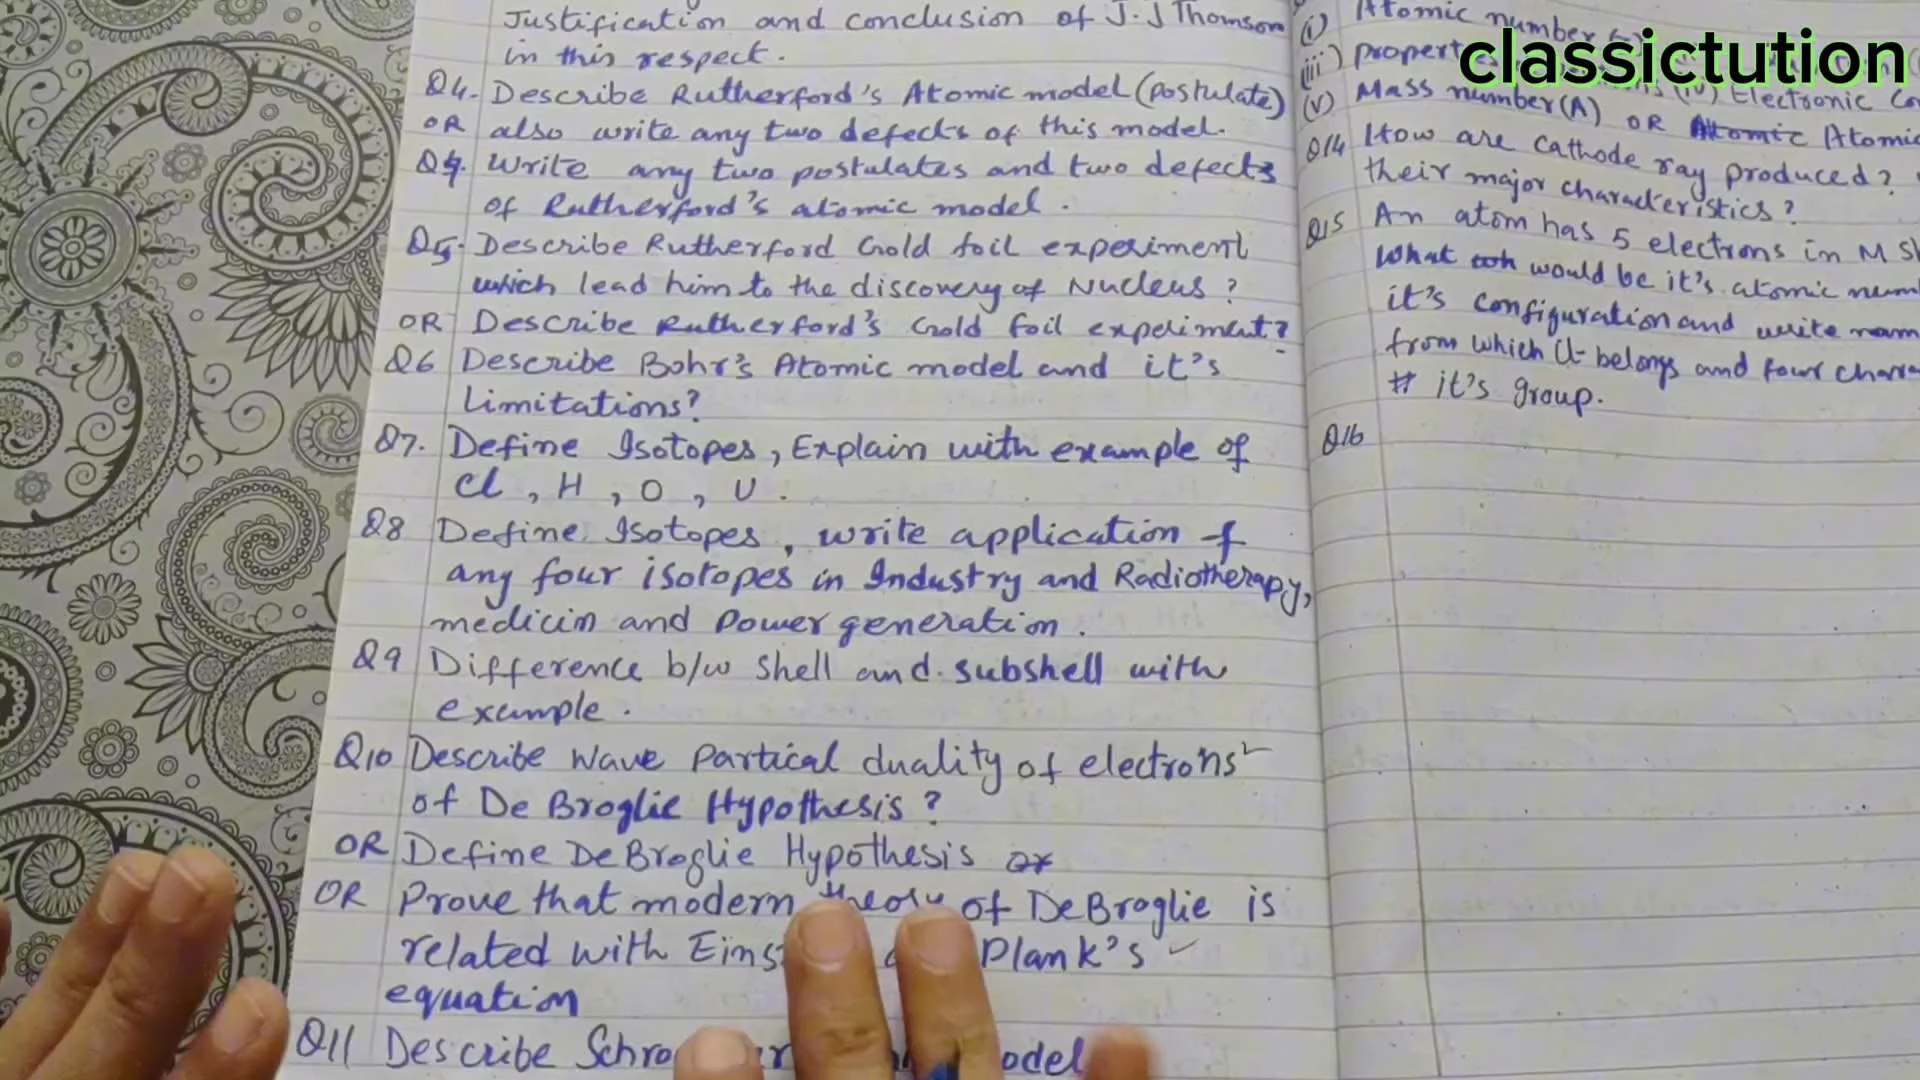 Justification and conclusion of J.J Thomson
in this respect.
Q4. Describe Rutherford's Atomic model (postulate)
OR also write any two defects of this model.
Q4. Write any two postulates and two defects
of Rutherford's atomic model.
Q5. Describe Rutherford Gold foil experiment
which lead him to the discovery of Nucleus?
OR Describe Rutherford's Gold foil experiment?
Q6 Describe Bohr's Atomic model and it's
Limitations?
Q7. Define Isotopes, Explain with example of
Cl, H, O, U.
Q8 Define Isotopes, write application of
any four isotopes in Industry and Radiotherapy,
medicin and Power generation.
Q9 Difference b/w shell and subshell with
example.
Q10 Describe Wave Partical duality of electrons
of De Broglie Hypothesis?
OR Define DeBroglie Hypothesis or
OR Prove that modern theory of DeBroglie is
related with Plank's
equation
Q11 Describe
(i) Atomic number
(iii)
(v) Mass number (A) OR Atomic
Q14 How are cathode ray produced?
their major characteristics?
Q15 An atom has 5 electrons in M
What would be it's atomic
it's configuration and write
from which it belongs and four
# it's group.
Q16
classictution